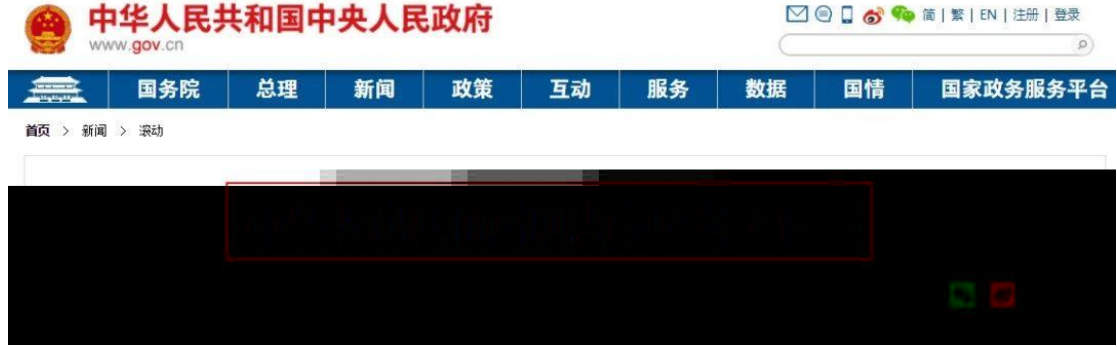 中华人民共和国中央人民政府
www.gov.cn
简 | 繁 | EN | 注册 | 登录
国务院 总理 新闻 政策 互动 服务 数据 国情 国家政务服务平台
首页 > 新闻 > 滚动